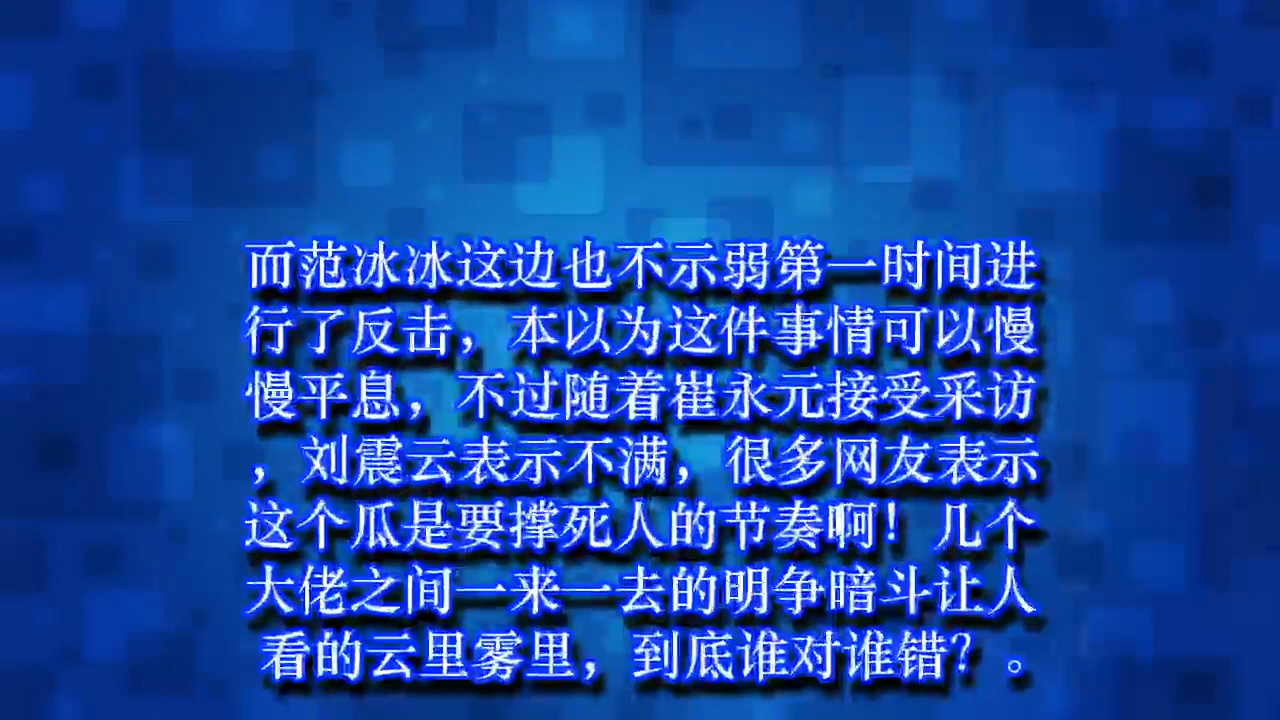 而范冰冰这边也不示弱第一时间进
行了反击，本以为这件事情可以慢
慢平息，不过随着崔永元接受采访
，刘震云表示不满，很多网友表示
这个瓜是要撑死人的节奏啊！几个
大佬之间一来一去的明争暗斗让人
看的云里雾里，到底谁对谁错？。